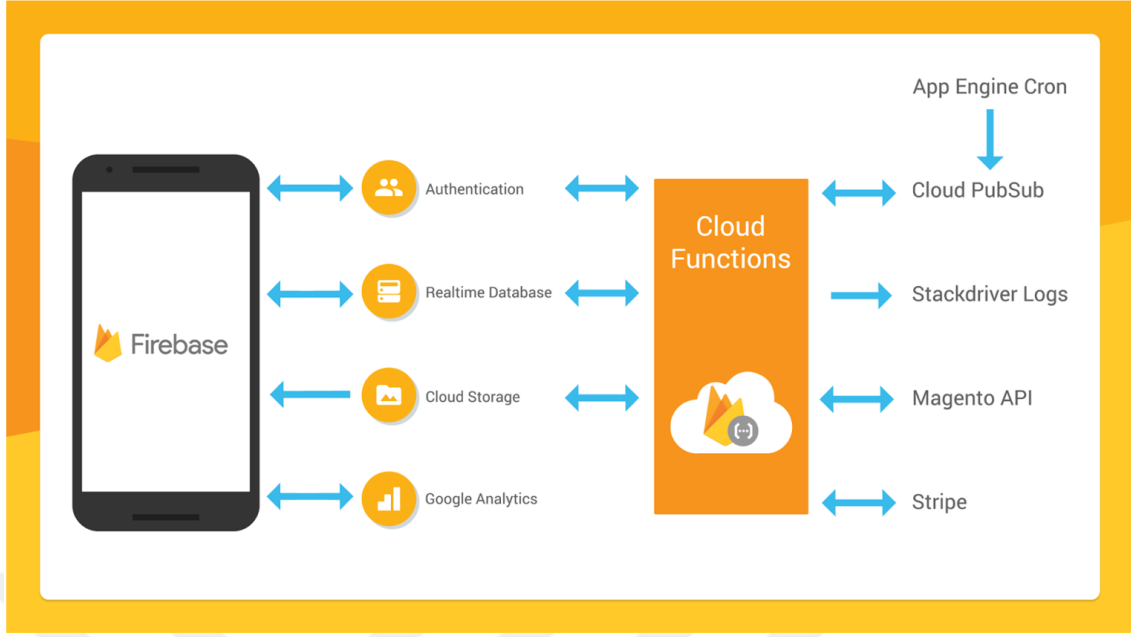 App Engine Cron
Authentication
Cloud PubSub
Cloud
Functions
Realtime Database
Stackdriver Logs
Firebase
Cloud Storage
Magento API
Google Analytics
Stripe